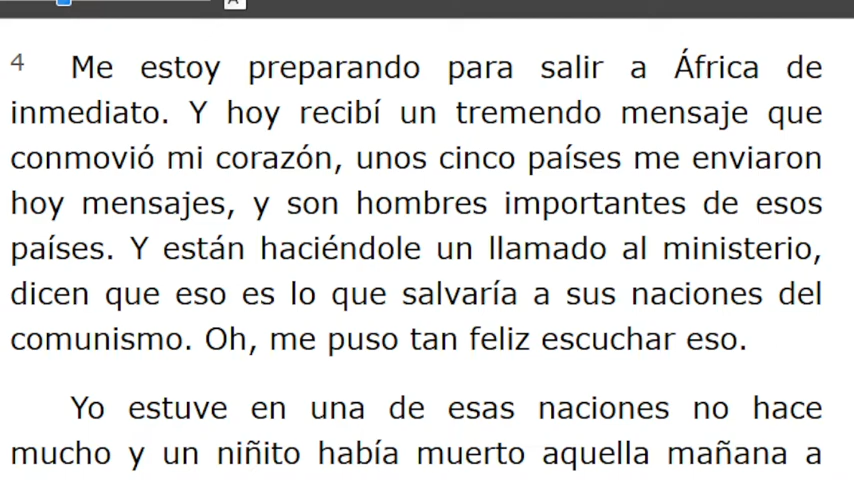 4 Me estoy preparando para salir a África de
inmediato. Y hoy recibí un tremendo mensaje que
conmovió mi corazón, unos cinco países me enviaron
hoy mensajes, y son hombres importantes de esos
países. Y están haciéndole un llamado al ministerio,
dicen que eso es lo que salvaría a sus naciones del
comunismo. Oh, me puso tan feliz escuchar eso.
Yo estuve en una de esas naciones no hace
mucho y un niñito había muerto aquella mañana a